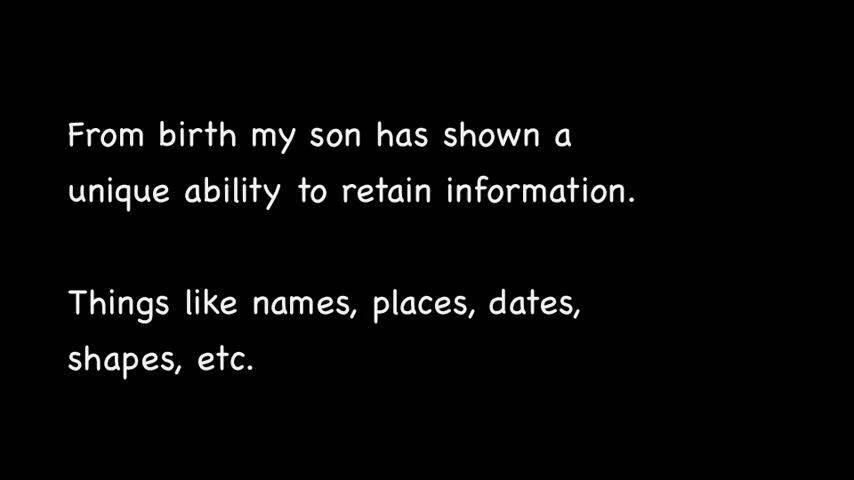 From birth my son has shown a
unique ability to retain information.
Things like names, places, dates,
shapes, etc.